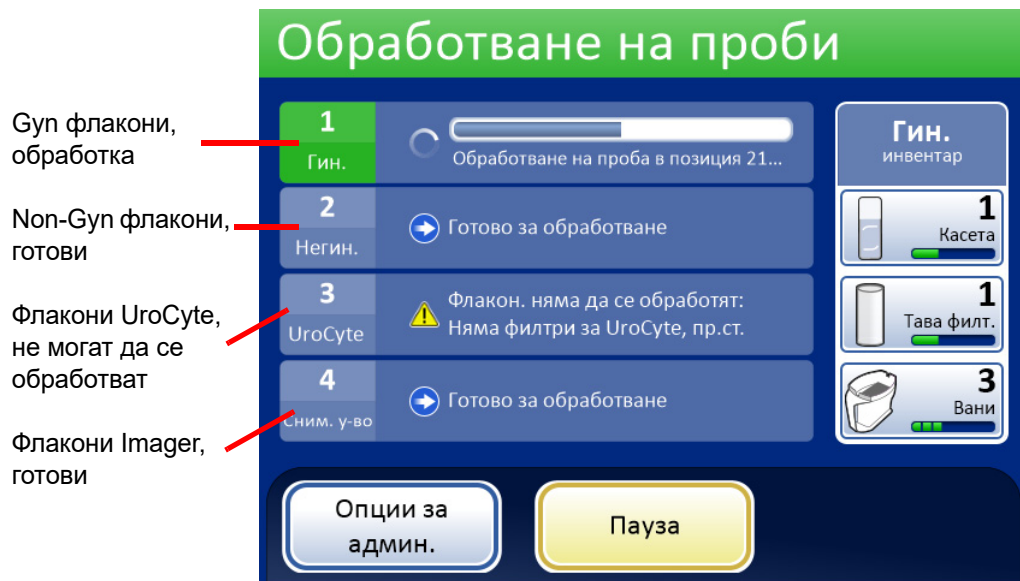 Обработване на проби
Gyn флакони,
обработка
Non-Gyn флакони,
готови
Флакони UroCyte,
не могат да се
обработват
Флакони Imager,
готови
1
Гин.
Обработване на проба в позиция 21...
2
Негин.
Готово за обработване
3
UroCyte
Флакон. няма да се обработят:
Няма филтри за UroCyte, пр.ст.
4
Сним. у-во
Готово за обработване
Гин.
инвентар
1
Касета
1
Тава филт.
3
Вани
Опции за
админ.
Пауза